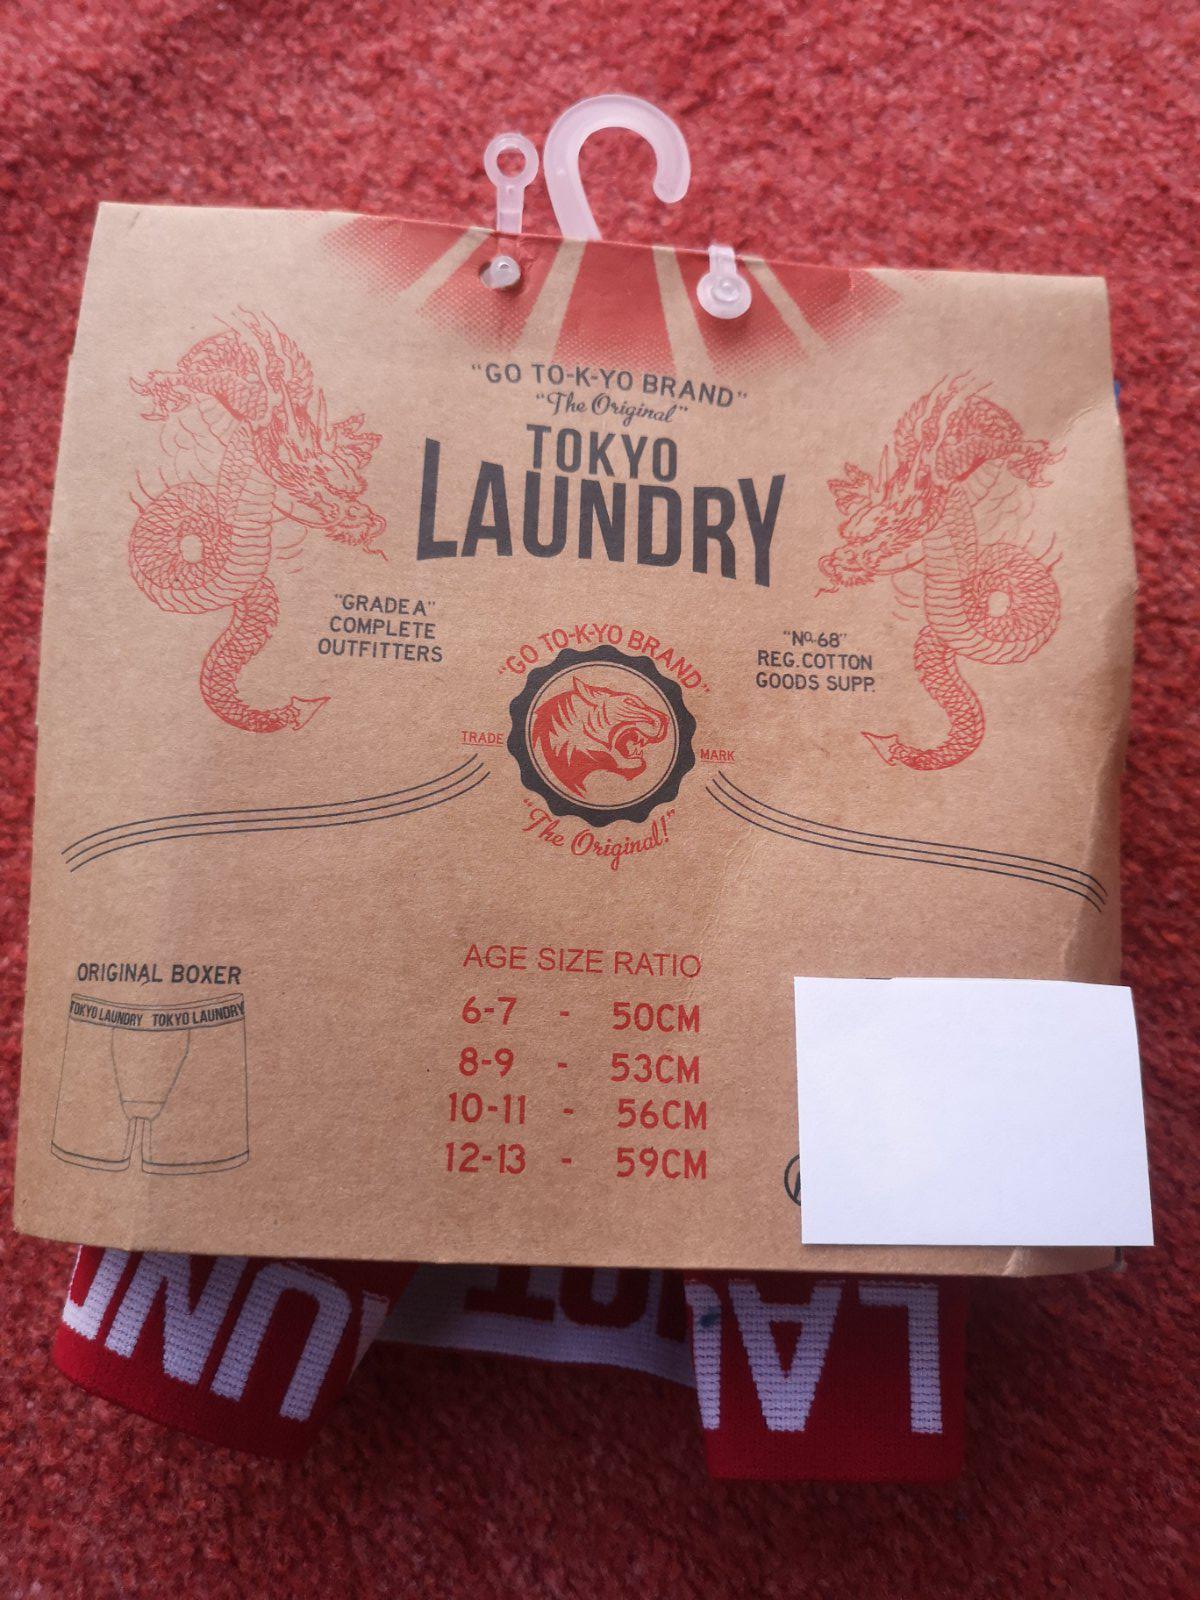 "GO TO-K-YO BRAND"
"The Original"
TOKYO
LAUNDRY
"GRADE A"
COMPLETE
OUTFITTERS
"No. 68"
REG. COTTON
GOODS SUPP.
"GO TO-K-YO BRAND"
TRADE
MARK
"The Original!"
ORIGINAL BOXER
TOKYO LAUNDRY TOKYO LAUNDRY
AGE SIZE RATIO
6-7 - 50CM
8-9 - 53CM
10-11 - 56CM
12-13 - 59CM
UND
LAU